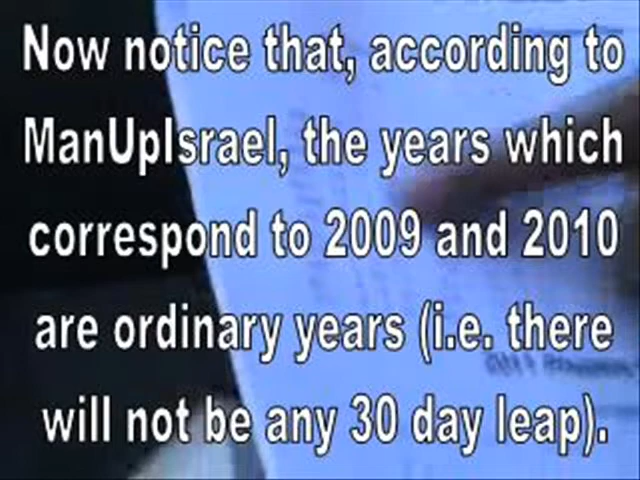 Now notice that, according to
ManUpIsrael, the years which
correspond to 2009 and 2010
are ordinary years (i.e. there
will not be any 30 day leap).